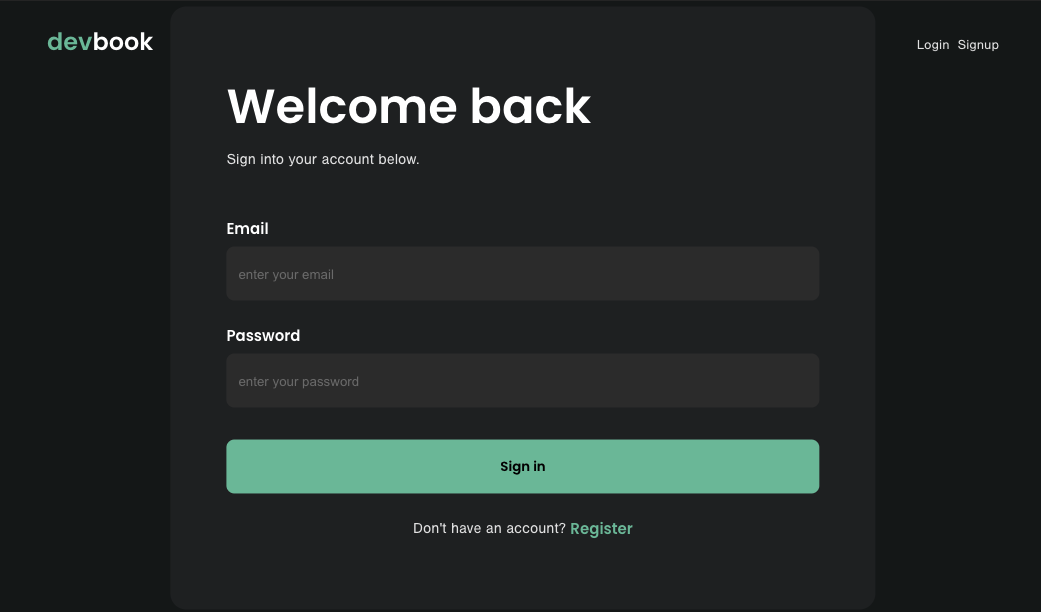 devbook
Login Signup
Welcome back
Sign into your account below.
Email
enter your email
Password
enter your password
Sign in
Don't have an account? Register